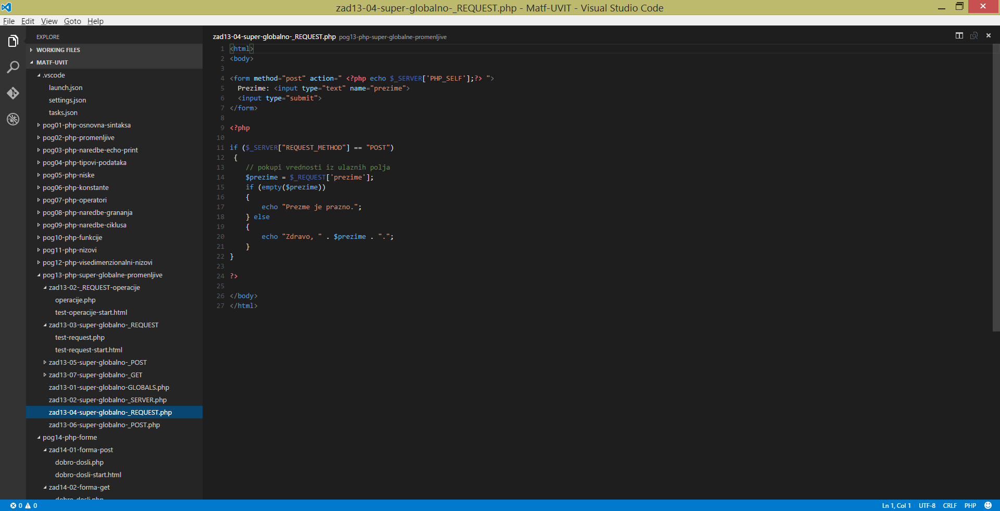 zad13-04-super-globalno-_REQUEST.php - Matf-UVIT - Visual Studio Code
File Edit View Goto Help
EXPLORE
WORKING FILES
MATF-UVIT
.vscode
launch.json
settings.json
tasks.json
pog01-php-osnovna-sintaksa
pog02-php-promenljive
pog03-php-naredbe-echo-print
pog04-php-tipovi-podataka
pog05-php-niske
pog06-php-konstante
pog07-php-operatori
pog08-php-naredbe-grananja
pog09-php-naredbe-ciklusa
pog10-php-funkcije
pog11-php-nizovi
pog12-php-visedimenzionalni-nizovi
pog13-php-super-globalne-promenljive
zad13-02-_REQUEST-operacije
operacije.php
test-operacije-start.html
zad13-03-super-globalno-_REQUEST
test-request.php
test-request-start.html
zad13-05-super-globalno-_POST
zad13-07-super-globalno-_GET
zad13-01-super-globalno-GLOBALS.php
zad13-02-super-globalno-_SERVER.php
zad13-04-super-globalno-_REQUEST.php
zad13-06-super-globalno-_POST.php
pog14-php-forme
zad14-01-forma-post
dobro-dosli.php
dobro-dosli-start.html
zad14-02-forma-get
dobro-dosli.php
zad13-04-super-globalno-_REQUEST.php pog13-php-super-globalne-promenljive
1 <html>
2 <body>
3
4 <form method="post" action=" <?php echo $_SERVER['PHP_SELF'];?> ">
5   Prezime: <input type="text" name="prezime">
6   <input type="submit">
7 </form>
8
9 <?php
10
11 if ($_SERVER["REQUEST_METHOD"] == "POST")
12  {
13     // pokupi vrednosti iz ulaznih polja
14     $prezime = $_REQUEST['prezime'];
15     if (empty($prezime))
16     {
17         echo "Prezme je prazno.";
18     } else
19     {
20         echo "Zdravo, " . $prezime . ".";
21     }
22 }
23
24 ?>
25
26 </body>
27 </html>
0 0
Ln 1, Col 1 UTF-8 CRLF PHP